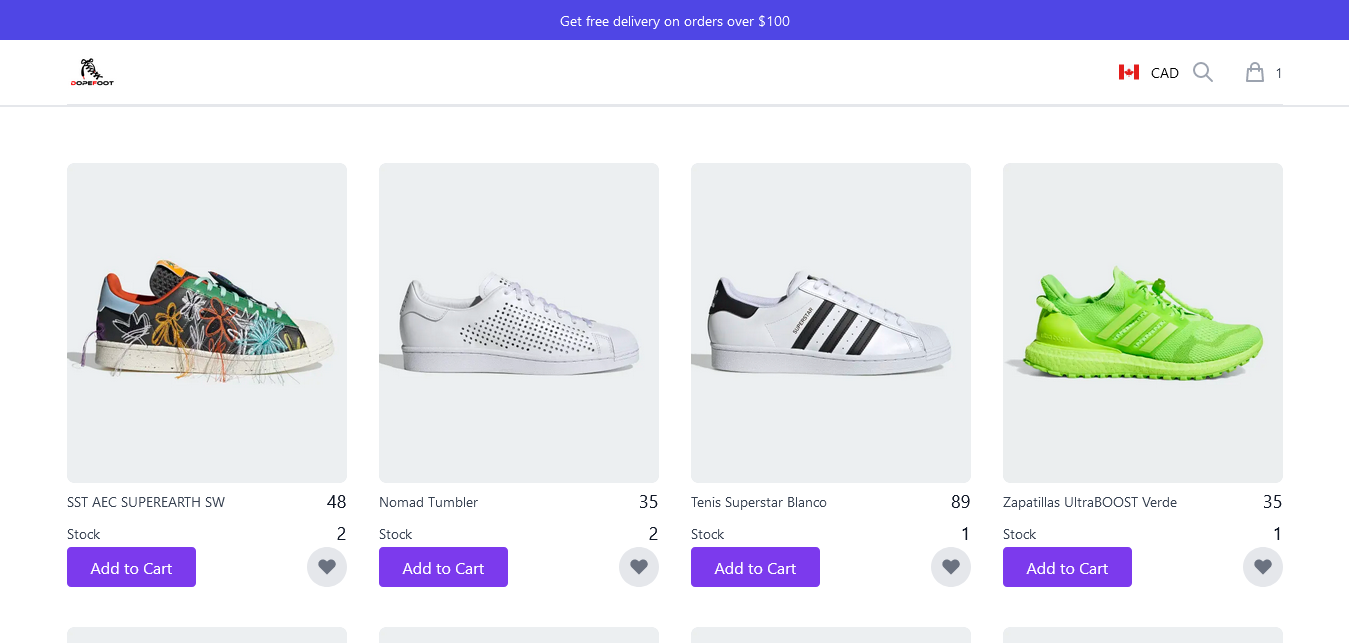 Get free delivery on orders over $100
DOPEFOOT
CAD
1
SUPERSTAR
SST AEC SUPEREARTH SW
48
Stock
2
Add to Cart
Nomad Tumbler
35
Stock
2
Add to Cart
Tenis Superstar Blanco
89
Stock
1
Add to Cart
Zapatillas UltraBOOST Verde
35
Stock
1
Add to Cart